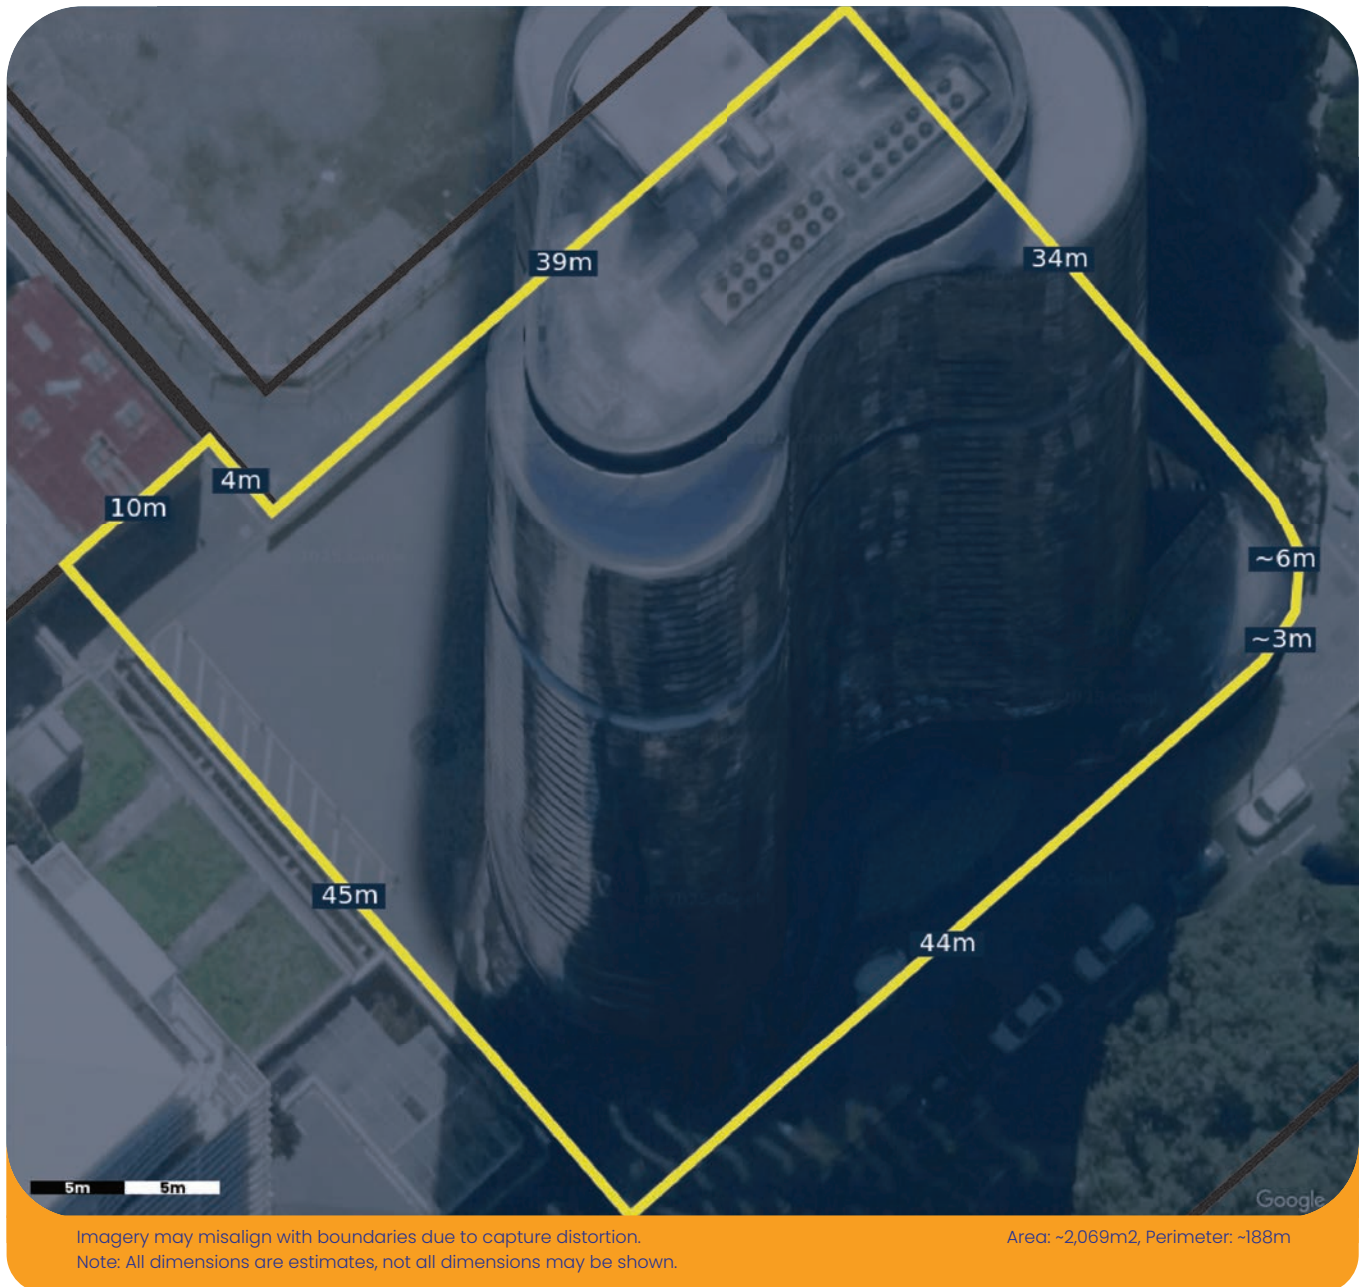 39m
34m
4m
10m
~6m
~3m
45m
44m
5m 5m
Google
Imagery may misalign with boundaries due to capture distortion.
Note: All dimensions are estimates, not all dimensions may be shown.
Area: ~2,069m2, Perimeter: ~188m